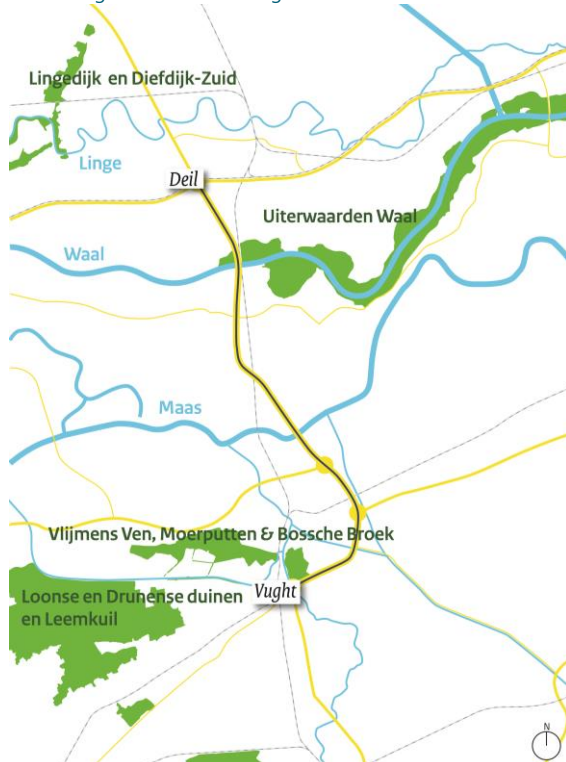 Lingedijk en Diefdijk-Zuid
Linge
Deil
Uiterwaarden Waal
Waal
Maas
Vlijmens Ven, Moerputten & Bossche Broek
Loonse en Drunense duinen
en Leemkuil
Vught
N